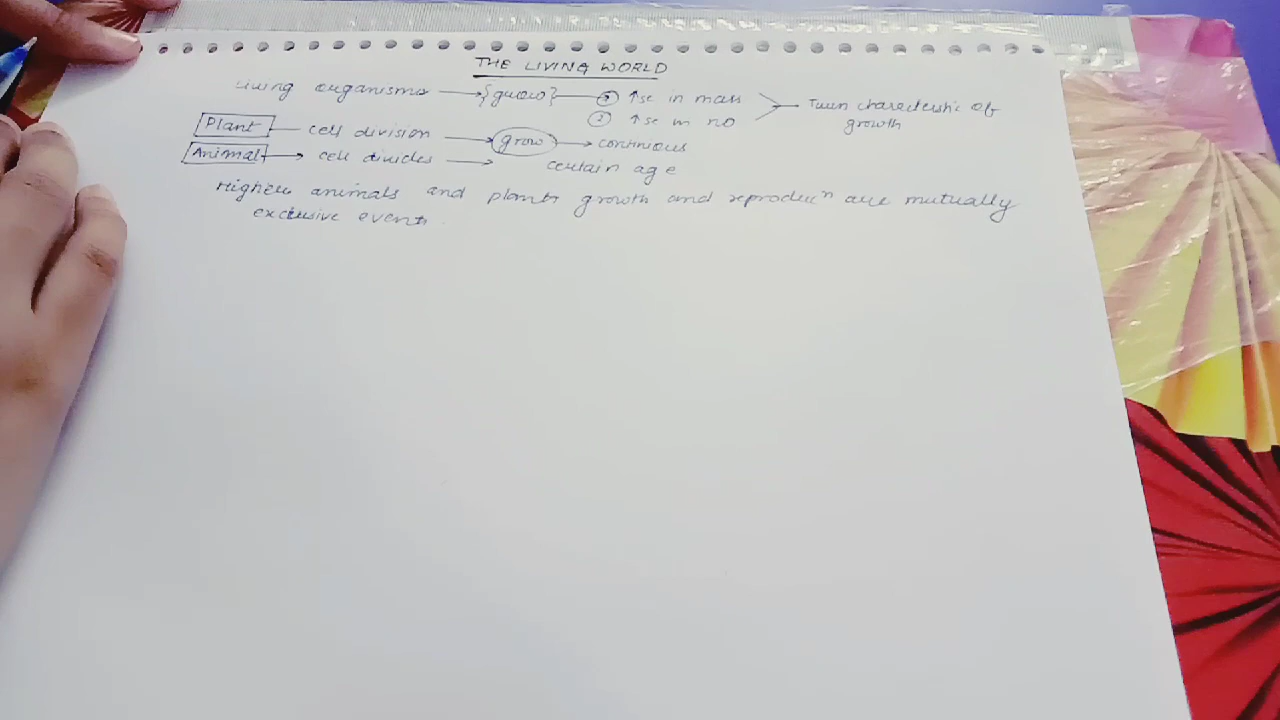 THE LIVING WORLD
Living organisms → {grow} → ① ↑se in mass → Twin characteristic of
② ↑se in no growth
Plant → cell division → grow → continuous
Animal → cell divides → certain age
Higher animals and plants growth and reproducⁿ are mutually
exclusive events.